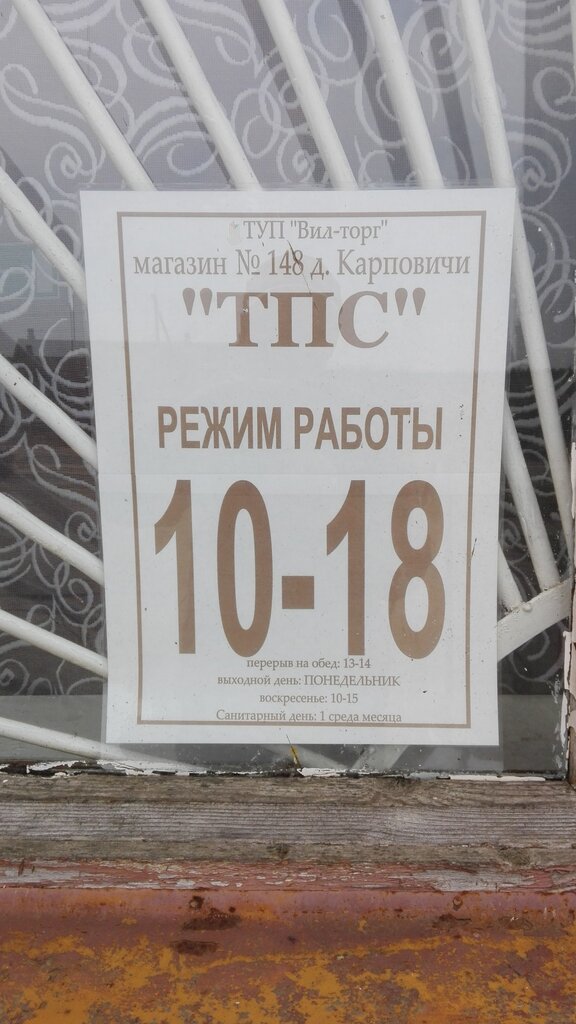 ТУП "Вил-торг"
магазин № 148 д. Карповичи
"ТПС"
РЕЖИМ РАБОТЫ
10-18
перерыв на обед: 13-14
выходной день: ПОНЕДЕЛЬНИК
воскресенье: 10-15
Санитарный день: 1 среда месяца